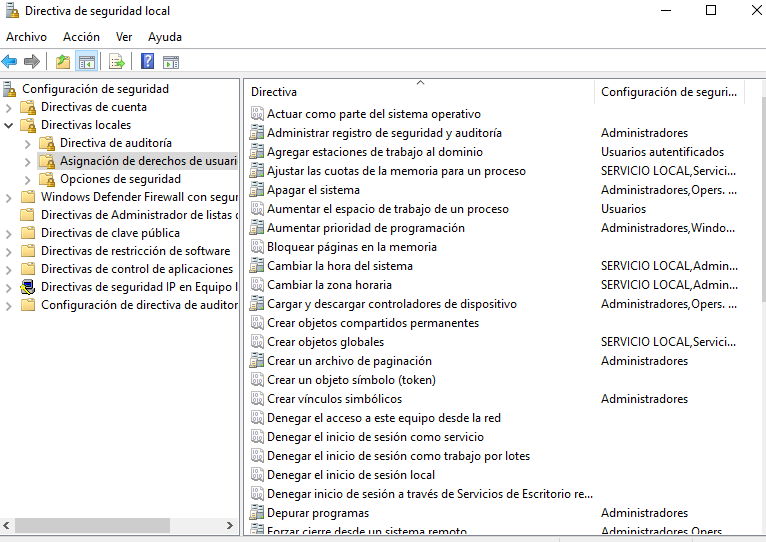 Directiva de seguridad local
Archivo Acción Ver Ayuda
Configuración de seguridad
Directivas de cuenta
Directivas locales
Directiva de auditoría
Asignación de derechos de usuari
Opciones de seguridad
Windows Defender Firewall con segur
Directivas de Administrador de listas d
Directivas de clave pública
Directivas de restricción de software
Directivas de control de aplicaciones
Directivas de seguridad IP en Equipo l
Configuración de directiva de auditor
Directiva Configuración de seguri...
Actuar como parte del sistema operativo
Administrar registro de seguridad y auditoría Administradores
Agregar estaciones de trabajo al dominio Usuarios autentificados
Ajustar las cuotas de la memoria para un proceso SERVICIO LOCAL,Servici...
Apagar el sistema Administradores,Opers. ...
Aumentar el espacio de trabajo de un proceso Usuarios
Aumentar prioridad de programación Administradores,Windo...
Bloquear páginas en la memoria
Cambiar la hora del sistema SERVICIO LOCAL,Admin...
Cambiar la zona horaria SERVICIO LOCAL,Admin...
Cargar y descargar controladores de dispositivo Administradores,Opers. ...
Crear objetos compartidos permanentes
Crear objetos globales SERVICIO LOCAL,Servici...
Crear un archivo de paginación Administradores
Crear un objeto símbolo (token)
Crear vínculos simbólicos Administradores
Denegar el acceso a este equipo desde la red
Denegar el inicio de sesión como servicio
Denegar el inicio de sesión como trabajo por lotes
Denegar el inicio de sesión local
Denegar inicio de sesión a través de Servicios de Escritorio re...
Depurar programas Administradores
Forzar cierre desde un sistema remoto Administradores,Opers.